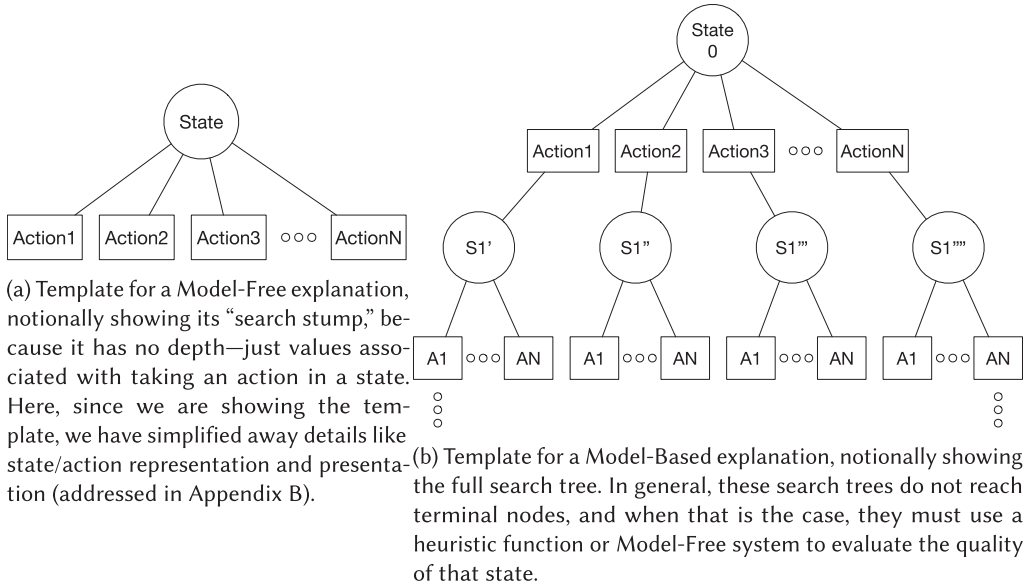 State
Action1 Action2 Action3 ActionN
(a) Template for a Model-Free explanation,
notionally showing its “search stump,” be-
cause it has no depth—just values asso-
ciated with taking an action in a state.
Here, since we are showing the tem-
plate, we have simplified away details like
state/action representation and presenta-
tion (addressed in Appendix B).
State
0
Action1 Action2 Action3 ActionN
S1' S1'' S1''' S1''''
A1 AN A1 AN A1 AN A1 AN
(b) Template for a Model-Based explanation, notionally showing
the full search tree. In general, these search trees do not reach
terminal nodes, and when that is the case, they must use a
heuristic function or Model-Free system to evaluate the quality
of that state.